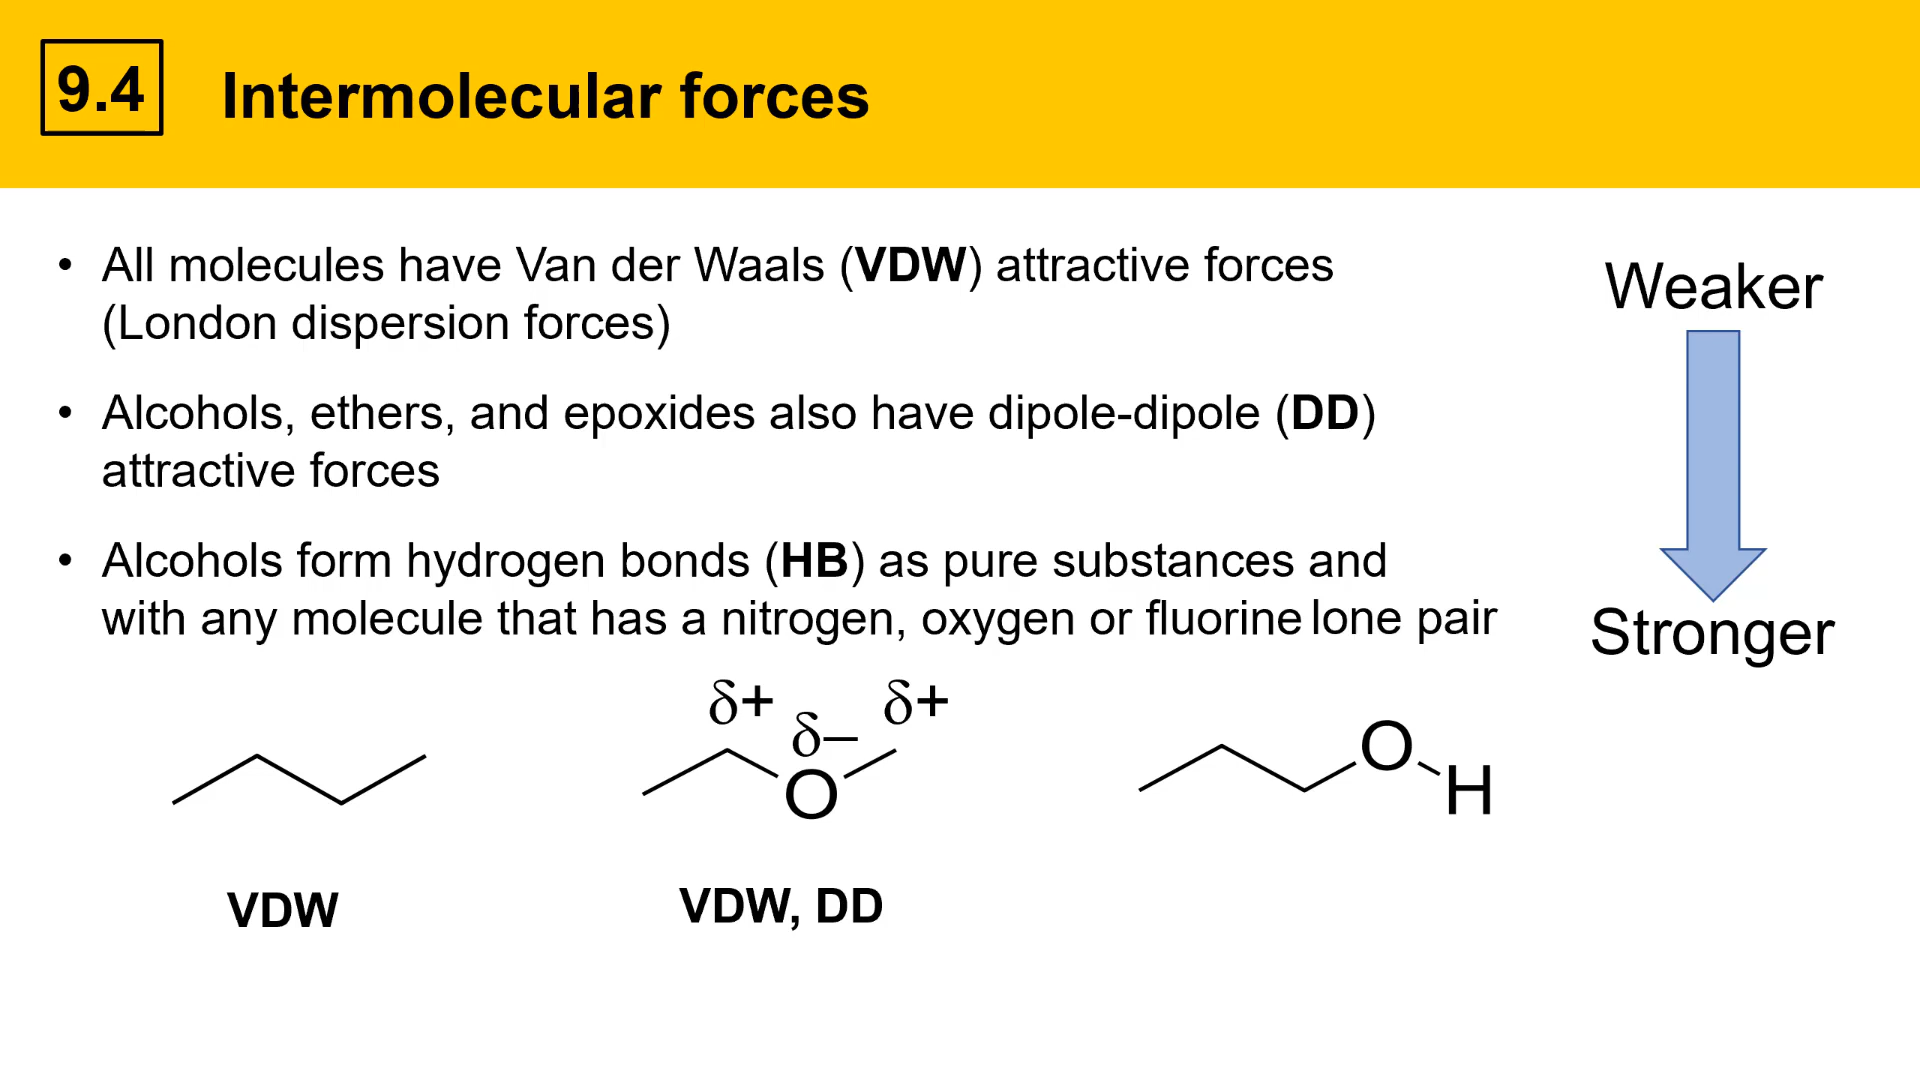 9.4 Intermolecular forces
• All molecules have Van der Waals (VDW) attractive forces
(London dispersion forces)
• Alcohols, ethers, and epoxides also have dipole-dipole (DD)
attractive forces
• Alcohols form hydrogen bonds (HB) as pure substances and
with any molecule that has a nitrogen, oxygen or fluorine lone pair
Weaker
Stronger
δ+ δ– δ+
O
O
H
VDW
VDW, DD